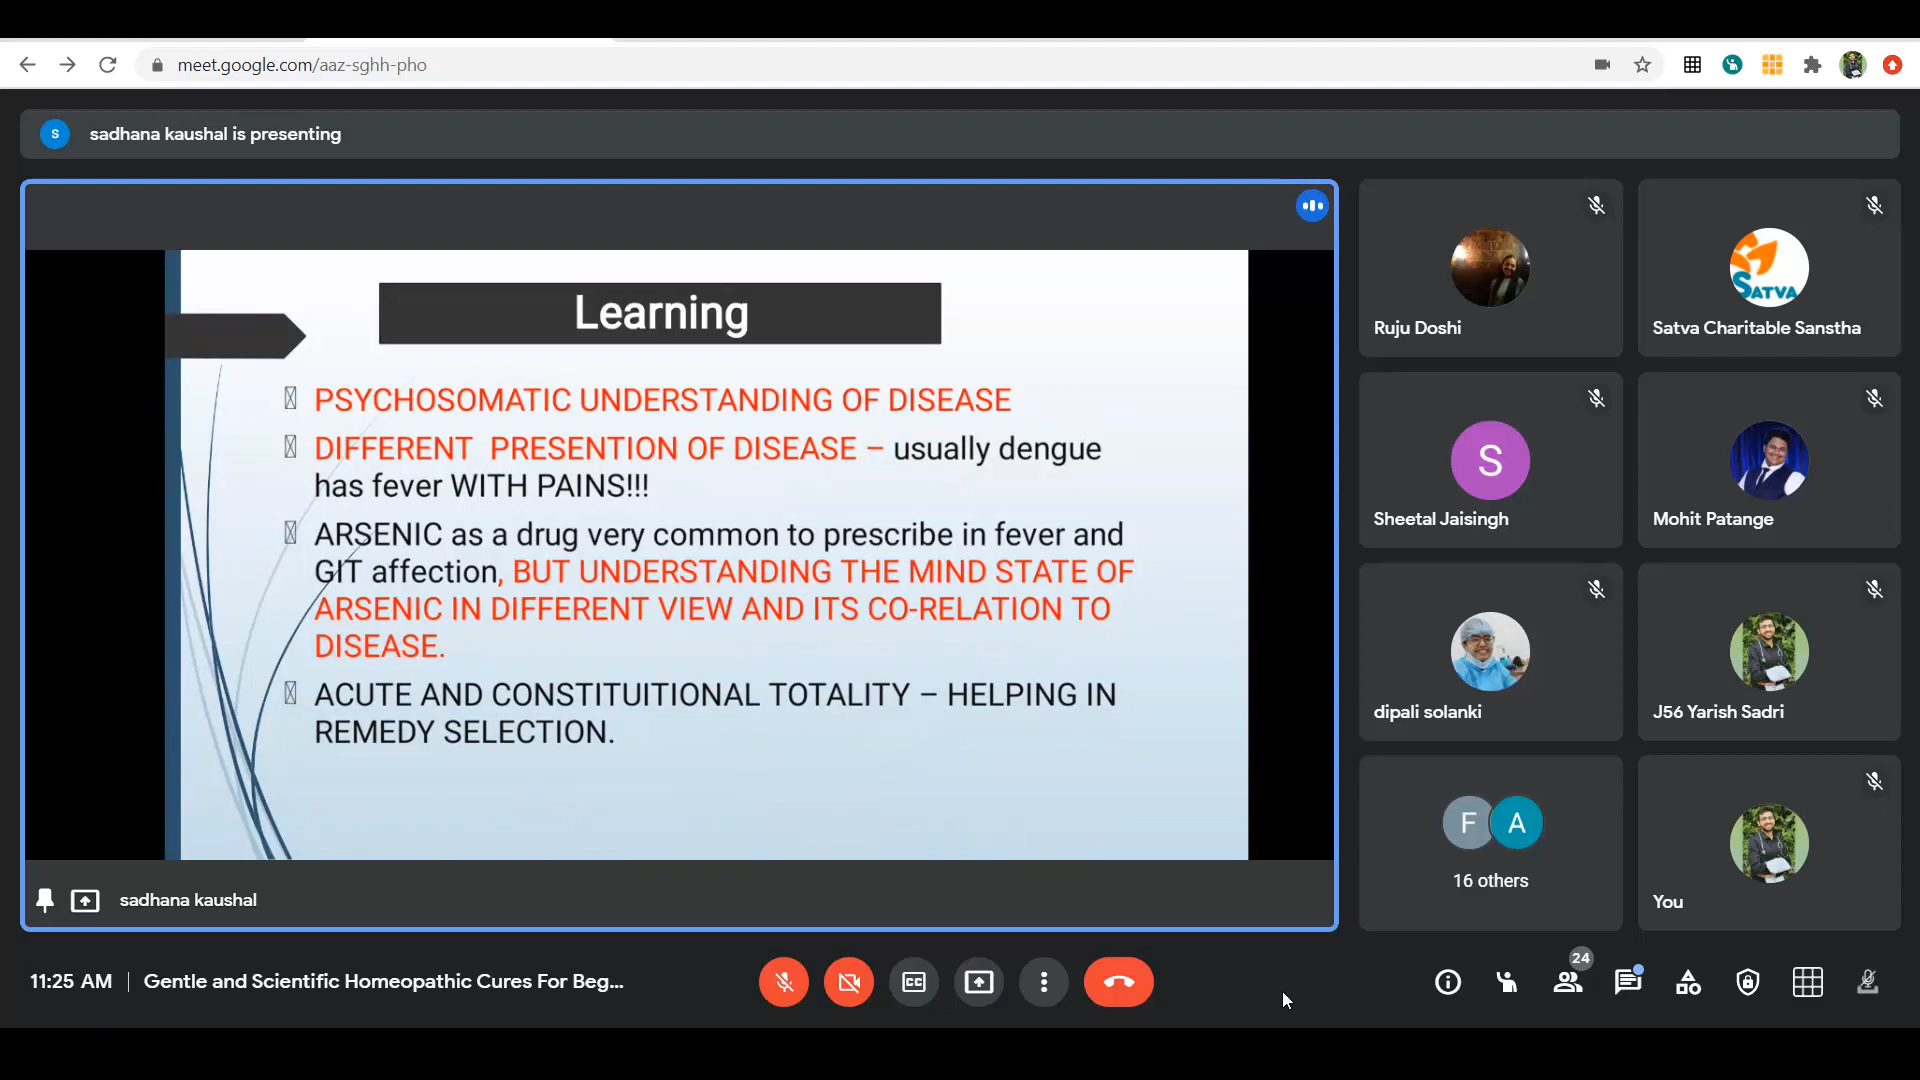 meet.google.com/aaz-sghh-pho
S
sadhana kaushal is presenting
Learning
PSYCHOSOMATIC UNDERSTANDING OF DISEASE
DIFFERENT PRESENTION OF DISEASE – usually dengue
has fever WITH PAINS!!!
ARSENIC as a drug very common to prescribe in fever and
GIT affection, BUT UNDERSTANDING THE MIND STATE OF
ARSENIC IN DIFFERENT VIEW AND ITS CO-RELATION TO
DISEASE.
ACUTE AND CONSTITUITIONAL TOTALITY – HELPING IN
REMEDY SELECTION.
sadhana kaushal
Ruju Doshi
SATVA
Satva Charitable Sanstha
S
Sheetal Jaisingh
Mohit Patange
dipali solanki
J56 Yarish Sadri
F A
16 others
You
11:25 AM | Gentle and Scientific Homeopathic Cures For Beg...
CC
24